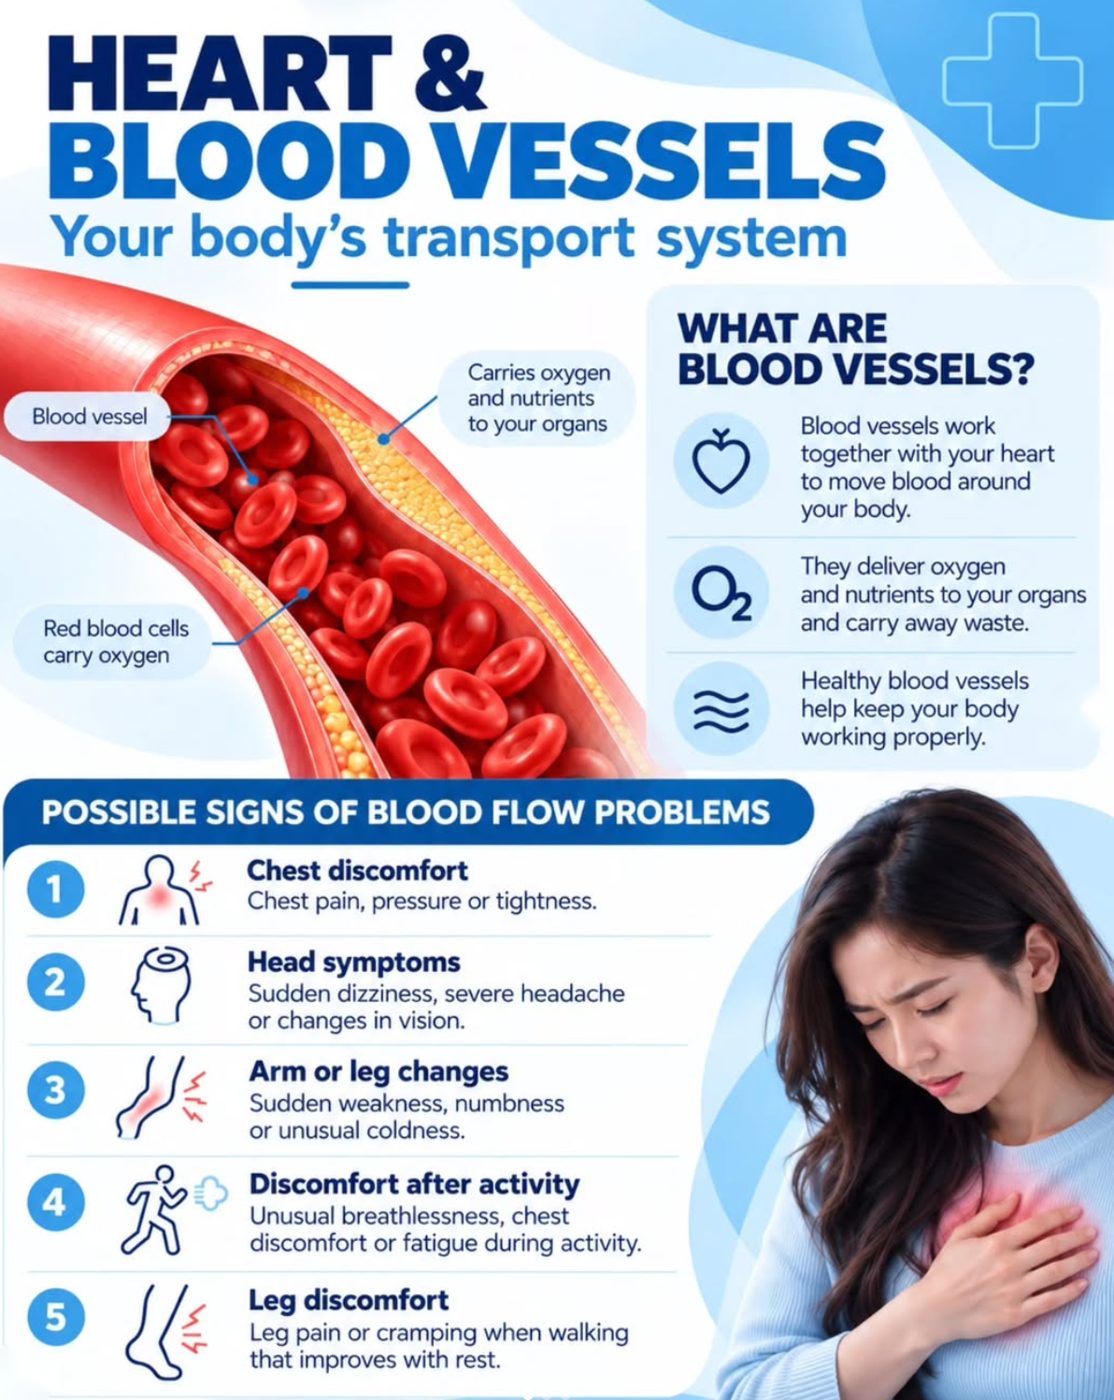 HEART &
BLOOD VESSELS
Your body's transport system
Blood vessel
Carries oxygen
and nutrients
to your organs
Red blood cells
carry oxygen
WHAT ARE
BLOOD VESSELS?
Blood vessels work
together with your heart
to move blood around
your body.
O2
They deliver oxygen
and nutrients to your organs
and carry away waste.
Healthy blood vessels
help keep your body
working properly.
POSSIBLE SIGNS OF BLOOD FLOW PROBLEMS
1
Chest discomfort
Chest pain, pressure or tightness.
2
Head symptoms
Sudden dizziness, severe headache
or changes in vision.
3
Arm or leg changes
Sudden weakness, numbness
or unusual coldness.
4
Discomfort after activity
Unusual breathlessness, chest
discomfort or fatigue during activity.
5
Leg discomfort
Leg pain or cramping when walking
that improves with rest.